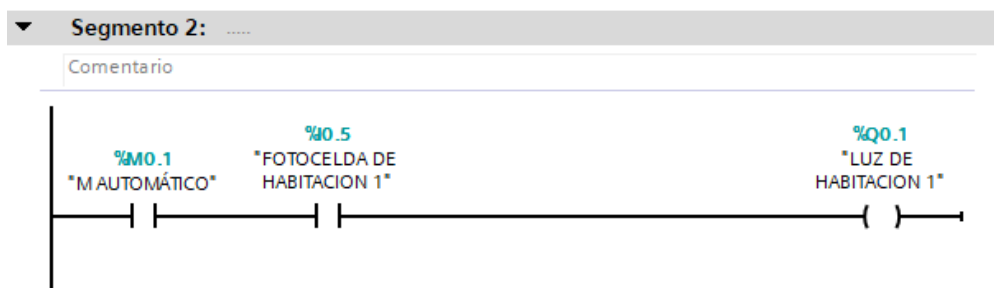 Segmento 2: .....
Comentario
%M0.1
"M AUTOMÁTICO"
%I0.5
"FOTOCELDA DE
HABITACION 1"
%Q0.1
"LUZ DE
HABITACION 1"